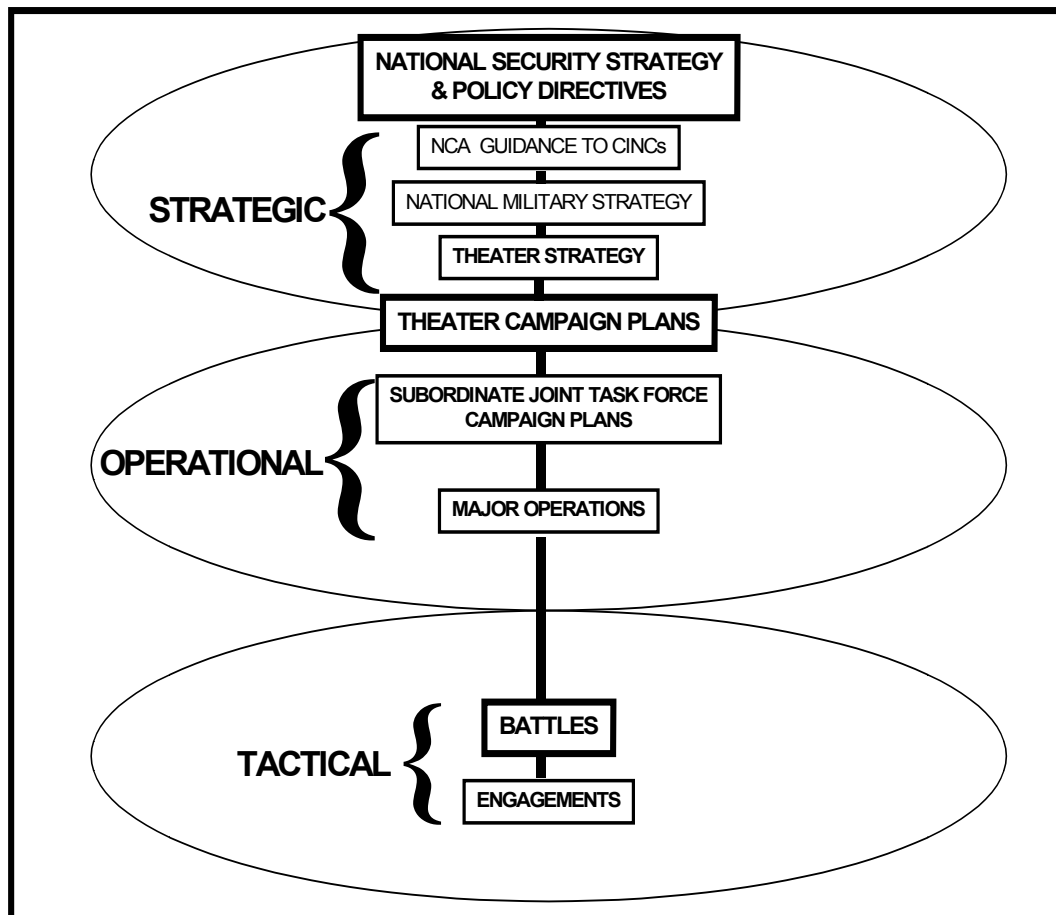 NATIONAL SECURITY STRATEGY
& POLICY DIRECTIVES
NCA GUIDANCE TO CINCs
STRATEGIC
NATIONAL MILITARY STRATEGY
THEATER STRATEGY
THEATER CAMPAIGN PLANS
SUBORDINATE JOINT TASK FORCE
CAMPAIGN PLANS
OPERATIONAL
MAJOR OPERATIONS
BATTLES
TACTICAL
ENGAGEMENTS